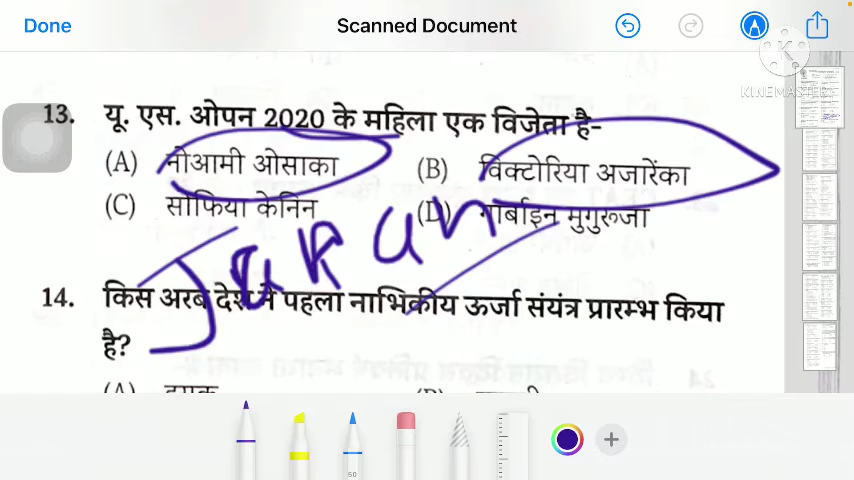 Done Scanned Document
KINEMASTER
13. यू. एस. ओपन 2020 के महिला एक विजेता है-
(A) नोआमी ओसाका (B) विक्टोरिया अजारेंका
(C) सोफिया केनिन (D) गार्बाइन मुगुरूजा
14. किस अरब देश ने पहला नाभिकीय ऊर्जा संयंत्र प्रारम्भ किया
है?
50